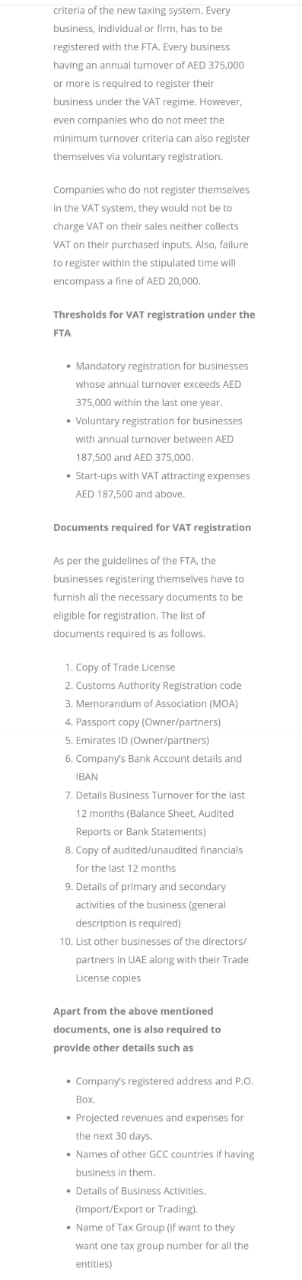 criteria of the new taxing system. Every
business, individual or firm, has to be
registered with the FTA. Every business
having an annual turnover of AED 375,000
or more is required to register their
business under the VAT regime. However,
even companies who do not meet the
minimum turnover criteria can also register
themselves via voluntary registration.
Companies who do not register themselves
in the VAT system, they would not be to
charge VAT on their sales neither collects
VAT on their purchased inputs. Also, failure
to register within the stipulated time will
encompass a fine of AED 20,000.
Thresholds for VAT registration under the
FTA
• Mandatory registration for businesses
whose annual turnover exceeds AED
375,000 within the last one year.
• Voluntary registration for businesses
with annual turnover between AED
187,500 and AED 375,000.
• Start-ups with VAT attracting expenses
AED 187,500 and above.
Documents required for VAT registration
As per the guidelines of the FTA, the
businesses registering themselves have to
furnish all the necessary documents to be
eligible for registration. The list of
documents required is as follows.
1. Copy of Trade License
2. Customs Authority Registration code
3. Memorandum of Association (MOA)
4. Passport copy (Owner/partners)
5. Emirates ID (Owner/partners)
6. Company's Bank Account details and
IBAN
7. Details Business Turnover for the last
12 months (Balance Sheet, Audited
Reports or Bank Statements)
8. Copy of audited/unaudited financials
for the last 12 months
9. Details of primary and secondary
activities of the business (general
description is required)
10. List other businesses of the directors/
partners in UAE along with their Trade
License copies
Apart from the above mentioned
documents, one is also required to
provide other details such as
• Company's registered address and P.O.
Box.
• Projected revenues and expenses for
the next 30 days.
• Names of other GCC countries if having
business in them.
• Details of Business Activities.
(Import/Export or Trading).
• Name of Tax Group (if want to they
want one tax group number for all the
entities)